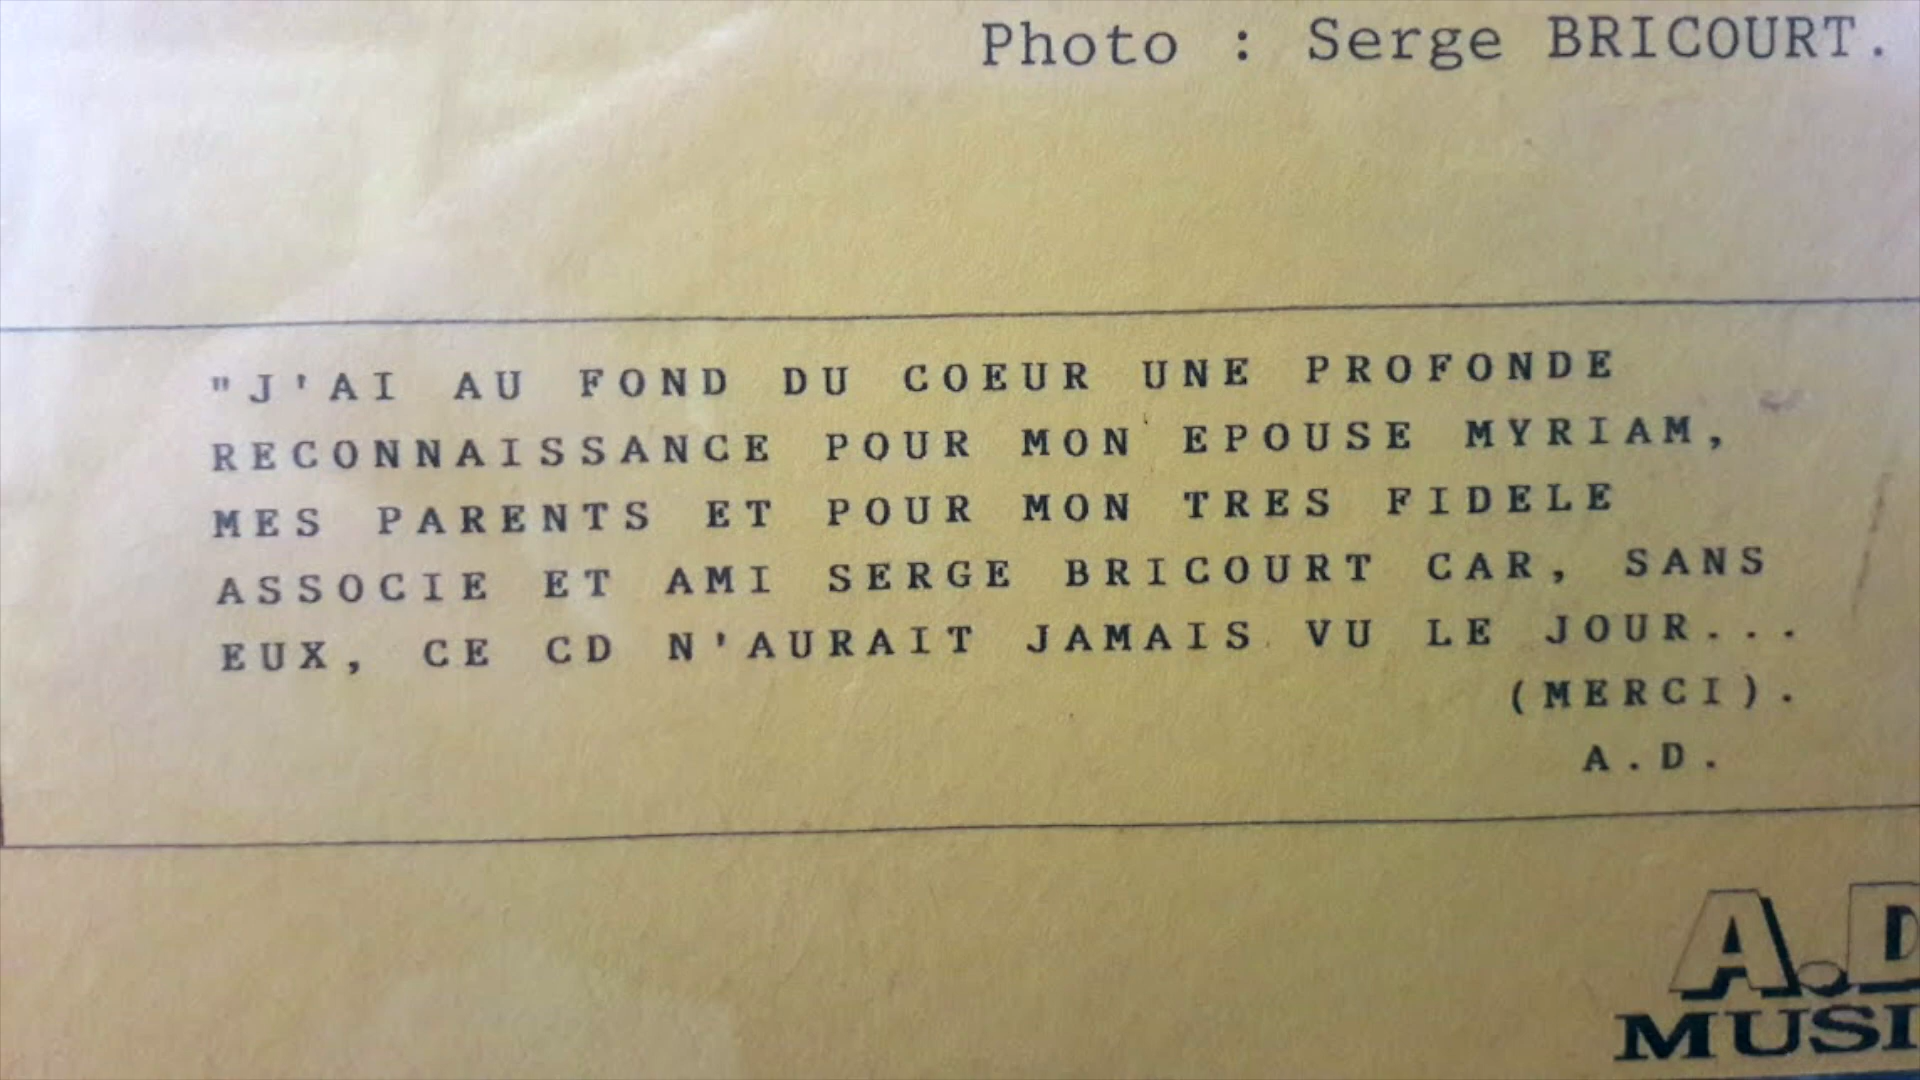 Photo : Serge BRICOURT.
"J'AI AU FOND DU COEUR UNE PROFONDE
RECONNAISSANCE POUR MON EPOUSE MYRIAM,
MES PARENTS ET POUR MON TRES FIDELE
ASSOCIE ET AMI SERGE BRICOURT CAR, SANS
EUX, CE CD N'AURAIT JAMAIS VU LE JOUR...
(MERCI).
A.D.
A.D
MUSI